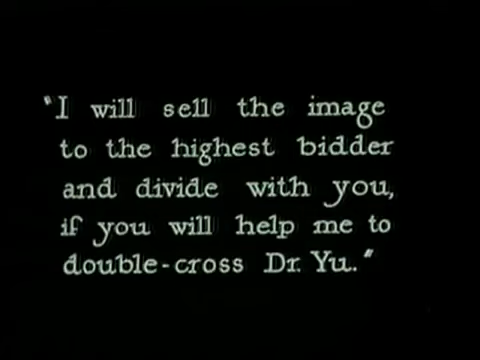 "I will sell the image
to the highest bidder
and divide with you,
if you will help me to
double-cross Dr. Yu."